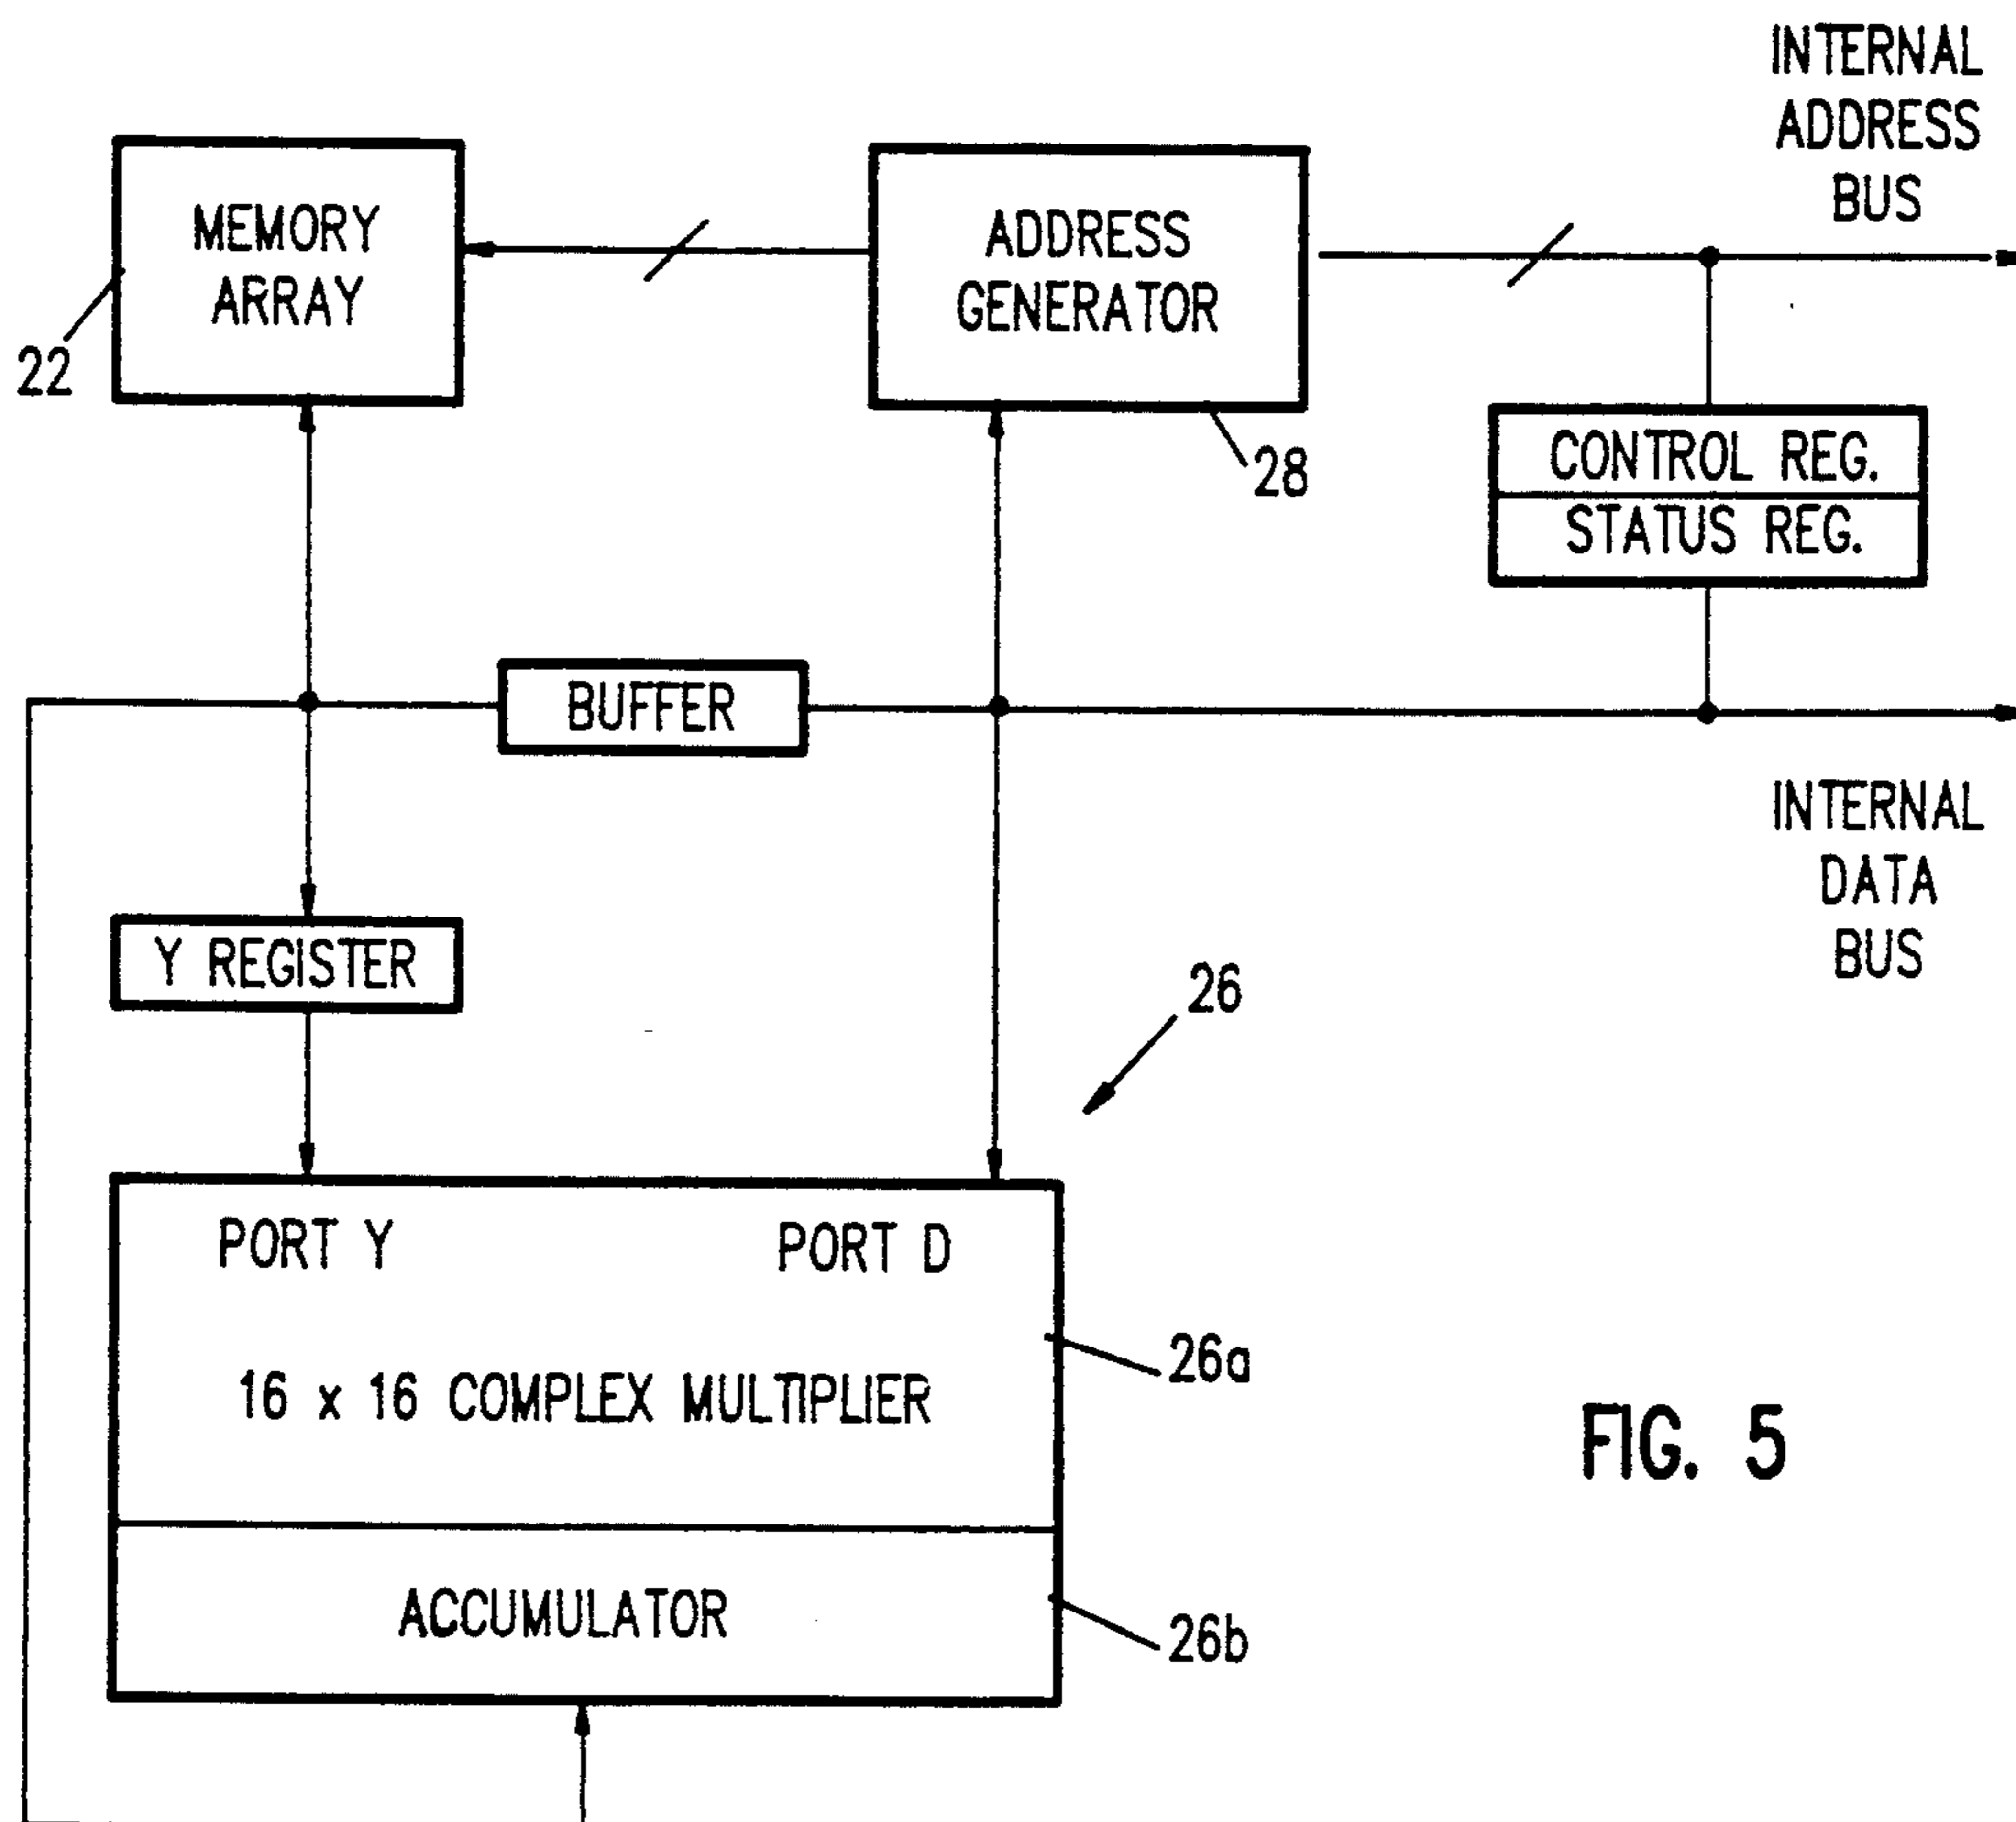 INTERNAL
ADDRESS
BUS
MEMORY
ARRAY
ADDRESS
GENERATOR
22
28
CONTROL REG.
STATUS REG.
BUFFER
INTERNAL
DATA
BUS
Y REGISTER
26
PORT Y
PORT D
26a
16 x 16 COMPLEX MULTIPLIER
FIG. 5
ACCUMULATOR
26b